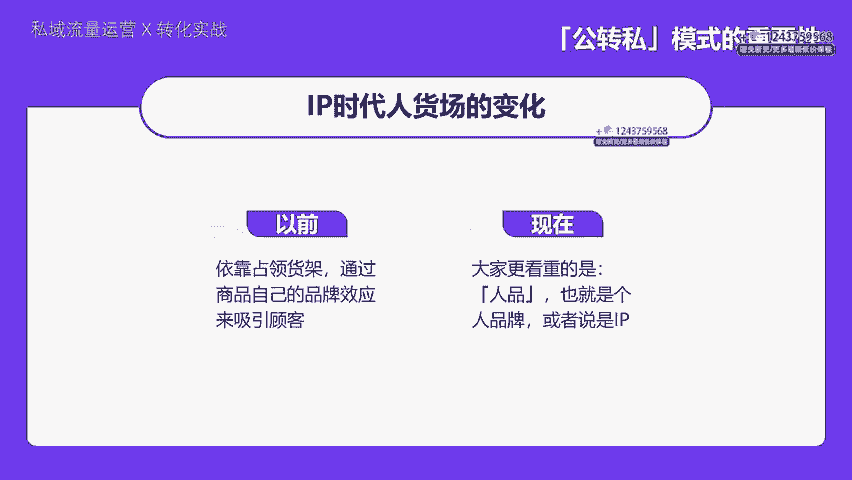 私域流量运营 X 转化实战
「公转私」模式的重要性
+ 1243759568
IP时代人货场的变化
+ 1243759568
以前
现在
依靠占领货架，通过
商品自己的品牌效应
来吸引顾客
大家更看重的是：
「人品」，也就是个
人品牌，或者说是IP